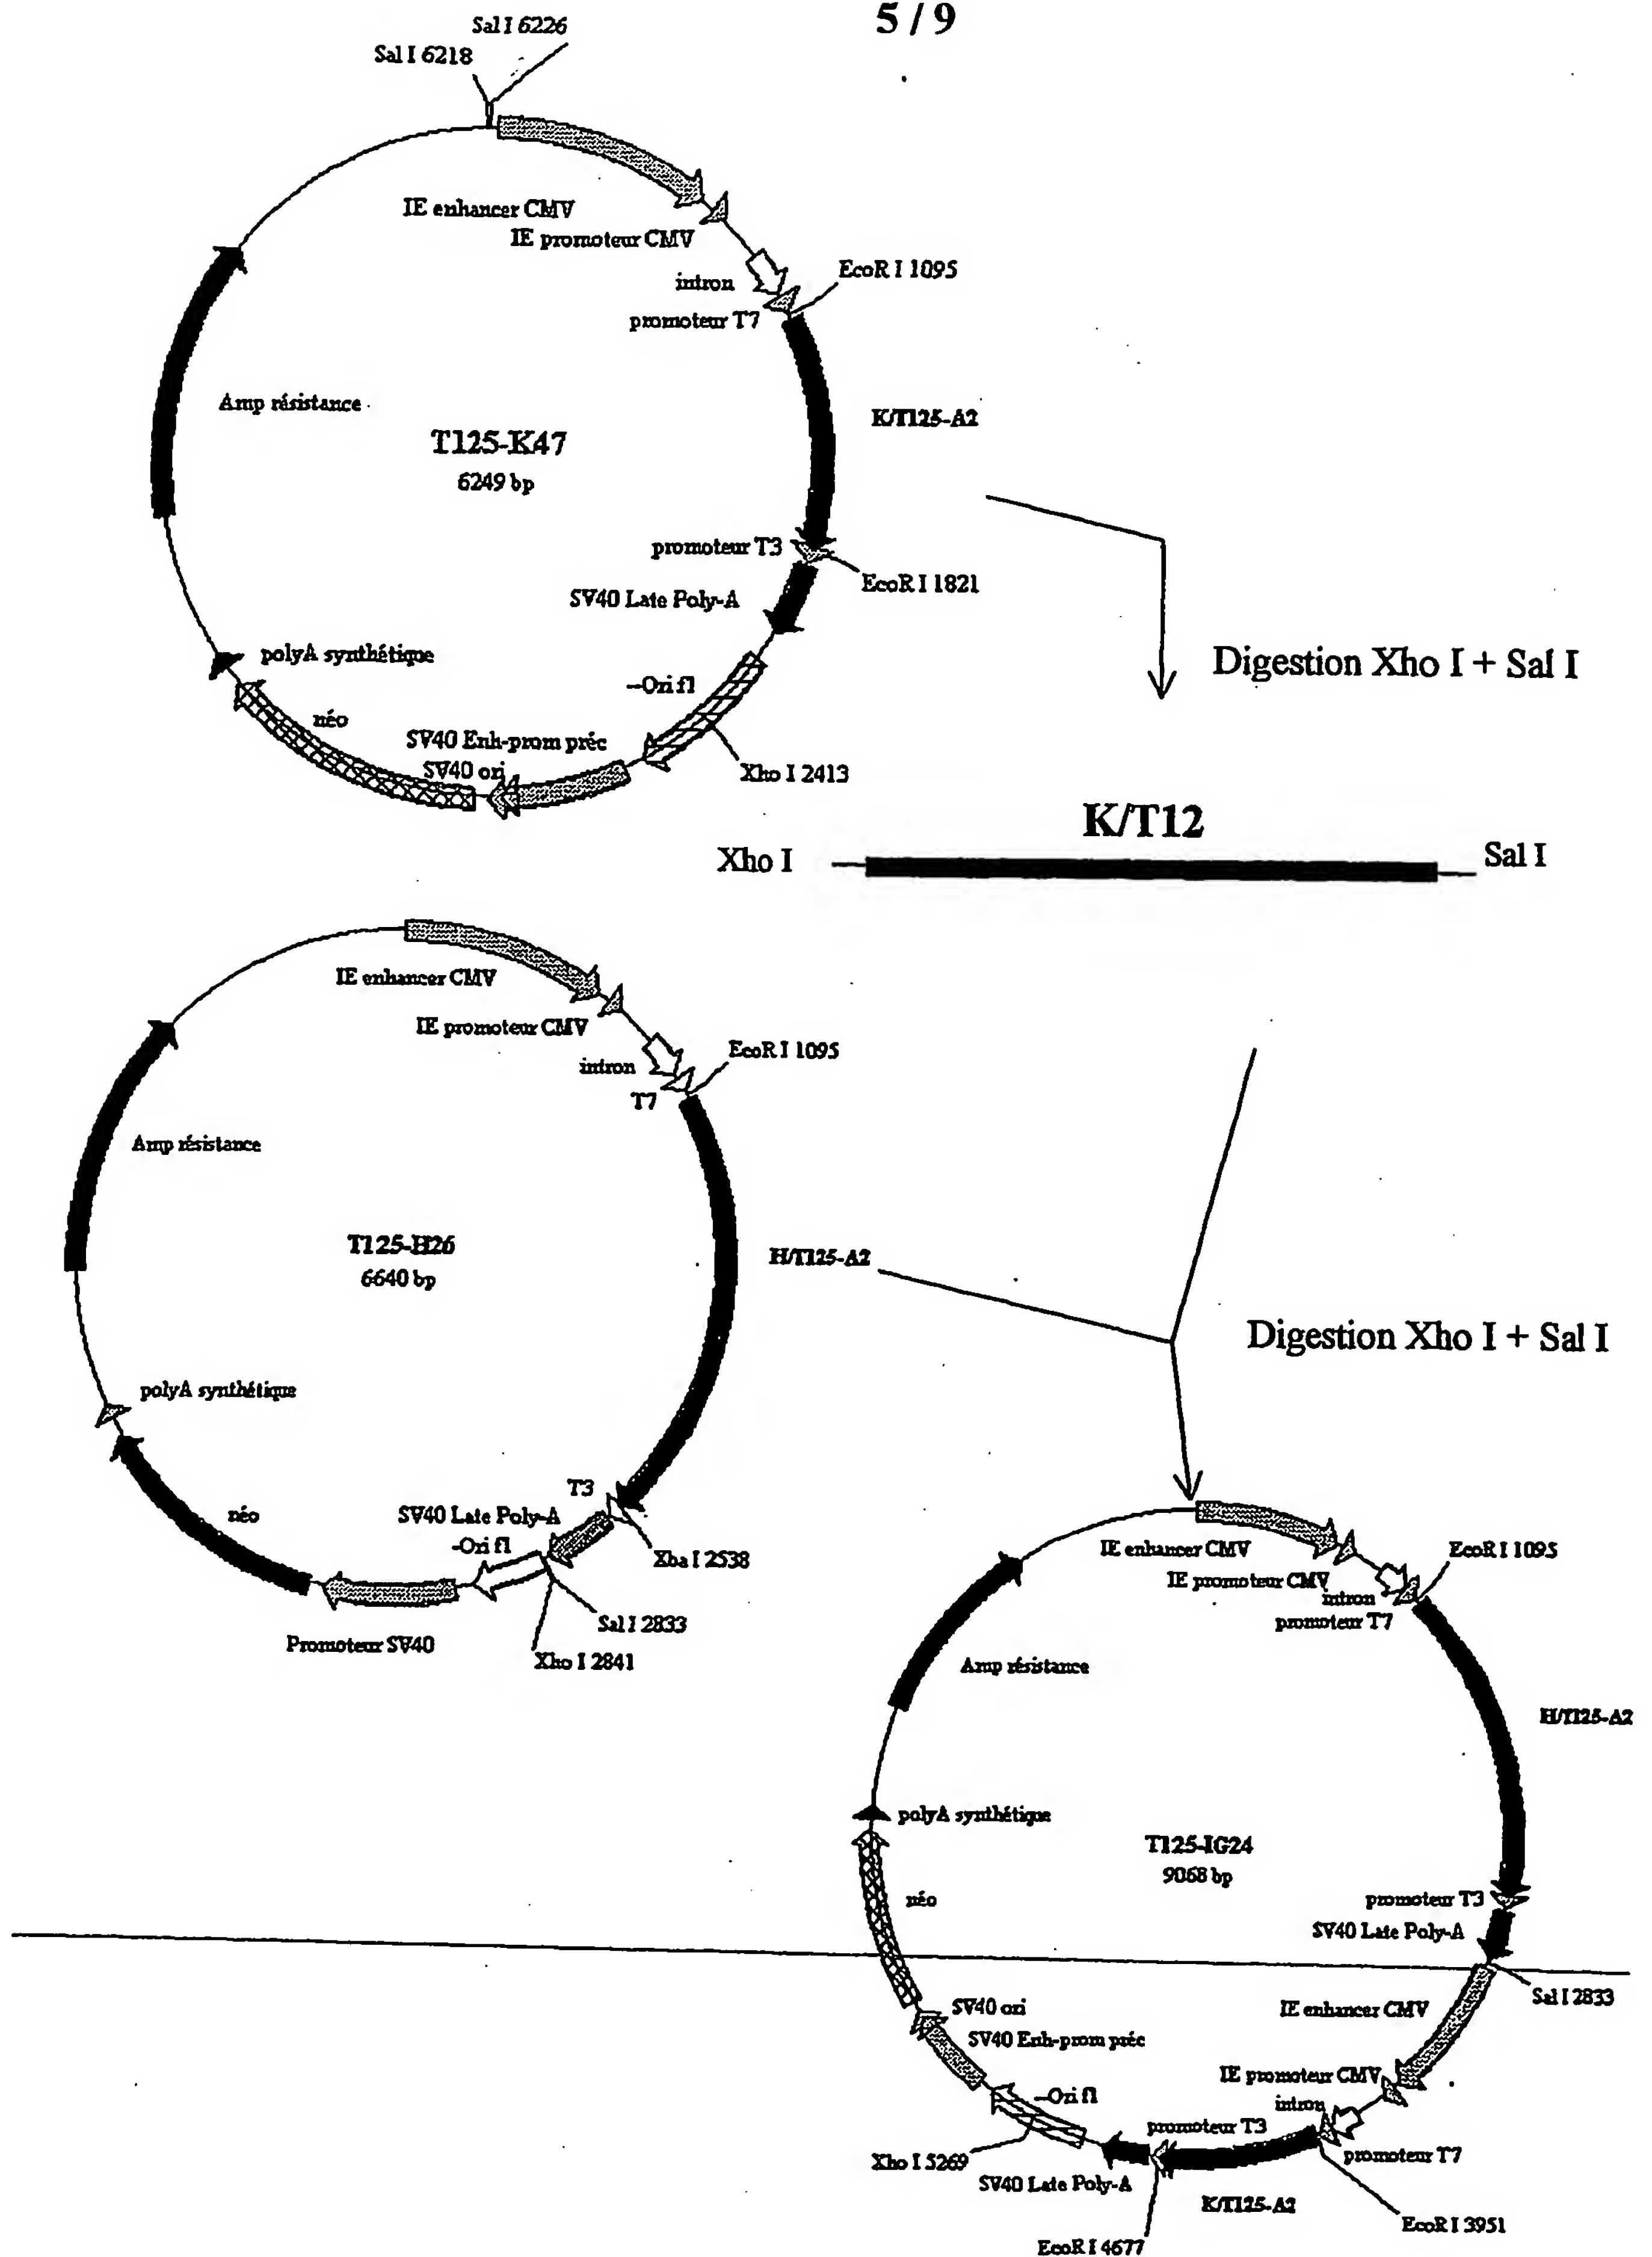 5 / 9
Sal I 6226
Sal I 6218
IE enhancer CMV
IE promoteur CMV
intron
EcoR I 1095
promoteur T7
Amp résistance
K/T125-A2
T125-K47
6249 bp
promoteur T3
EcoR I 1821
SV40 Late Poly-A
polyA synthétique
Digestion Xho I + Sal I
--Ori f1
néo
SV40 Enh-prom préc
SV40 ori
Xho I 2413
K/T12
Xho I
Sal I
IE enhancer CMV
IE promoteur CMV
EcoR I 1095
intron
T7
Amp résistance
T125-H26
6640 bp
H/T125-A2
Digestion Xho I + Sal I
polyA synthétique
T3
néo
SV40 Late Poly-A
-Ori f1
Xba I 2538
Sal I 2833
Promoteur SV40
Xho I 2841
IE enhancer CMV
EcoR I 1095
IE promoteur CMV
intron
promoteur T7
Amp résistance
H/T125-A2
polyA synthétique
T125-IG24
9068 bp
néo
promoteur T3
SV40 Late Poly-A
Sal I 2833
SV40 ori
IE enhancer CMV
SV40 Enh-prom préc
IE promoteur CMV
--Ori f1
intron
promoteur T3
promoteur T7
Xho I 5269
SV40 Late Poly-A
K/T125-A2
EcoR I 3951
EcoR I 4677